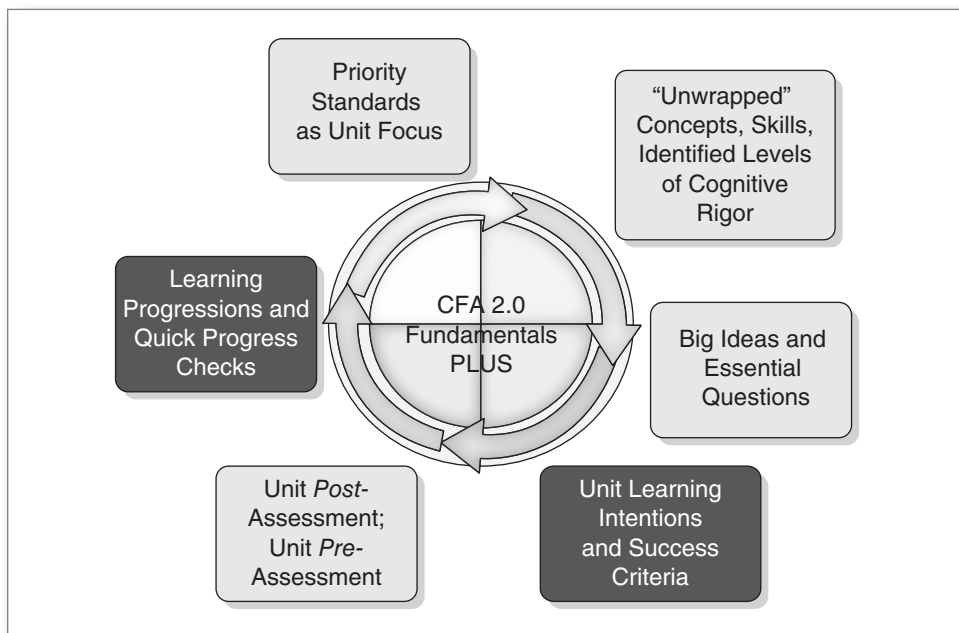 Priority
Standards
as Unit Focus
“Unwrapped”
Concepts, Skills,
Identified Levels
of Cognitive
Rigor
Big Ideas and
Essential
Questions
Unit Learning
Intentions
and Success
Criteria
Unit Post-
Assessment;
Unit Pre-
Assessment
Learning
Progressions and
Quick Progress
Checks
CFA 2.0
Fundamentals
PLUS